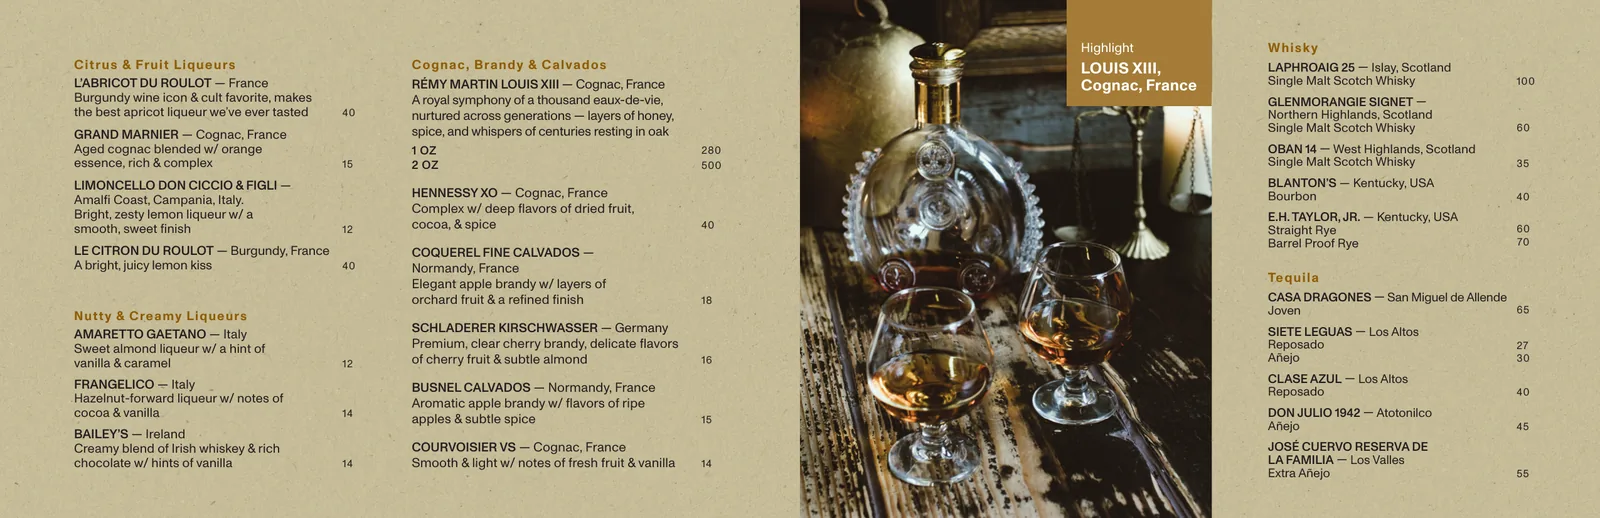 Citrus & Fruit Liqueurs
L'ABRICOT DU ROULOT — France
Burgundy wine icon & cult favorite, makes
the best apricot liqueur we've ever tasted 40
GRAND MARNIER — Cognac, France
Aged cognac blended w/ orange
essence, rich & complex 15
LIMONCELLO DON CICCIO & FIGLI —
Amalfi Coast, Campania, Italy.
Bright, zesty lemon liqueur w/ a
smooth, sweet finish 12
LE CITRON DU ROULOT — Burgundy, France
A bright, juicy lemon kiss 40
Nutty & Creamy Liqueurs
AMARETTO GAETANO — Italy
Sweet almond liqueur w/ a hint of
vanilla & caramel 12
FRANGELICO — Italy
Hazelnut-forward liqueur w/ notes of
cocoa & vanilla 14
BAILEY'S — Ireland
Creamy blend of Irish whiskey & rich
chocolate w/ hints of vanilla 14
Cognac, Brandy & Calvados
RÉMY MARTIN LOUIS XIII — Cognac, France
A royal symphony of a thousand eaux-de-vie,
nurtured across generations — layers of honey,
spice, and whispers of centuries resting in oak
1 OZ 280
2 OZ 500
HENNESSY XO — Cognac, France
Complex w/ deep flavors of dried fruit,
cocoa, & spice 40
COQUEREL FINE CALVADOS —
Normandy, France
Elegant apple brandy w/ layers of
orchard fruit & a refined finish 18
SCHLADERER KIRSCHWASSER — Germany
Premium, clear cherry brandy, delicate flavors
of cherry fruit & subtle almond 16
BUSNEL CALVADOS — Normandy, France
Aromatic apple brandy w/ flavors of ripe
apples & subtle spice 15
COURVOISIER VS — Cognac, France
Smooth & light w/ notes of fresh fruit & vanilla 14
Highlight
LOUIS XIII,
Cognac, France
Whisky
LAPHROAIG 25 — Islay, Scotland
Single Malt Scotch Whisky 100
GLENMORANGIE SIGNET —
Northern Highlands, Scotland
Single Malt Scotch Whisky 60
OBAN 14 — West Highlands, Scotland
Single Malt Scotch Whisky 35
BLANTON'S — Kentucky, USA
Bourbon 40
E.H. TAYLOR, JR. — Kentucky, USA
Straight Rye 60
Barrel Proof Rye 70
Tequila
CASA DRAGONES — San Miguel de Allende
Joven 65
SIETE LEGUAS — Los Altos
Reposado 27
Añejo 30
CLASE AZUL — Los Altos
Reposado 40
DON JULIO 1942 — Atotonilco
Añejo 45
JOSÉ CUERVO RESERVA DE
LA FAMILIA — Los Valles
Extra Añejo 55